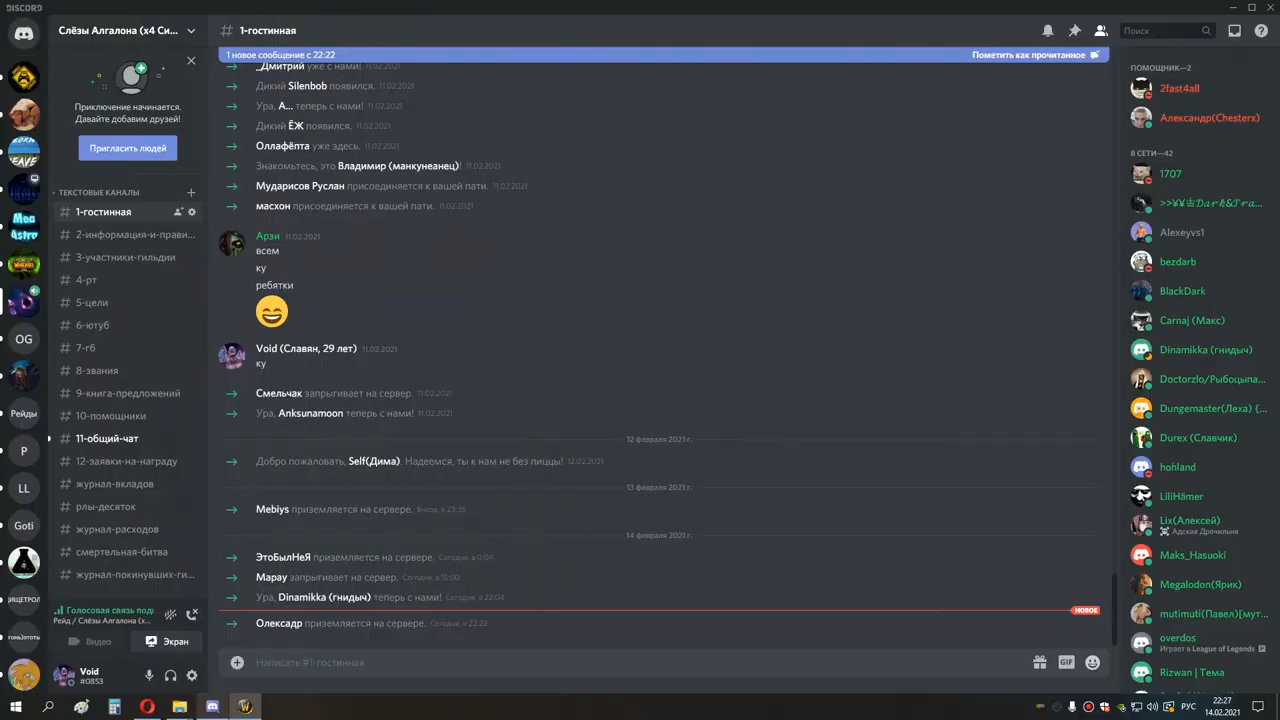 DISCORD
Слёзы Алгалона (x4 Си...
1-гостинная
Поиск
1 новое сообщение с 22:22
Пометить как прочитанное
Приключение начинается.
Давайте добавим друзей!
Пригласить людей
ТЕКСТОВЫЕ КАНАЛЫ
1-гостинная
2-информация-и-прави...
3-участники-гильдии
4-рт
5-цели
6-ютуб
7-гб
8-звания
9-книга-предложений
10-помощники
11-общий-чат
12-заявки-на-награду
журнал-вкладов
рлы-десяток
журнал-расходов
смертельная-битва
журнал-покинувших-ги...
Mea
Astro
OG
Рейды
P
LL
Goti
Голосовая связь под
Рейд / Слёзы Алгалона (x...
Видео
Экран
Void
#0853
_Дмитрий уже с нами! 11.02.2021
Дикий Silenbob появился. 11.02.2021
Ура, A... теперь с нами! 11.02.2021
Дикий ЁЖ появился. 11.02.2021
Оллафёпта уже здесь. 11.02.2021
Знакомьтесь, это Владимир (манкунеанец)! 11.02.2021
Мударисов Руслан присоединяется к вашей пати. 11.02.2021
масхон присоединяется к вашей пати. 11.02.2021
Арзи 11.02.2021
всем
ку
ребятки
Void (Славян, 29 лет) 11.02.2021
ку
Смельчак запрыгивает на сервер. 11.02.2021
Ура, Anksunamoon теперь с нами! 11.02.2021
12 февраля 2021 г.
Добро пожаловать, Self(Дима). Надеемся, ты к нам не без пиццы! 12.02.2021
13 февраля 2021 г.
Mebiys приземляется на сервере. Вчера, в 23:35
14 февраля 2021 г.
ЭтоБылНеЯ приземляется на сервере. Сегодня, в 0:04
Марау запрыгивает на сервер. Сегодня, в 15:00
Ура, Dinamikka (гнидыч) теперь с нами! Сегодня, в 22:04
НОВОЕ
Олексадр приземляется на сервере. Сегодня, в 22:22
Написать #1-гостинная
GIF
ПОМОЩНИК—2
2fast4all
Александр(Chesterx)
В СЕТИ—42
1707
>>¥¥♔𝓓𝓪𝓻𝓴&𝓣𝓻𝓪...
Alexeyvs1
bezdarb
BlackDark
Carnaj (Макс)
Dinamikka (гнидыч)
Doctorzlo/Рыбоцыпа...
Dungemaster(Леха) {...
Durex (Славчик)
hohland
LiliHämer
Lix(Алексей)
Адская Дрочильня
Maks_Hasuoki
Megalodon(Ярик)
mutimuti(Павел)[мут...
overdos
Играет в League of Legends
Rizwan | Тема
РУС
22:27
14.02.2021